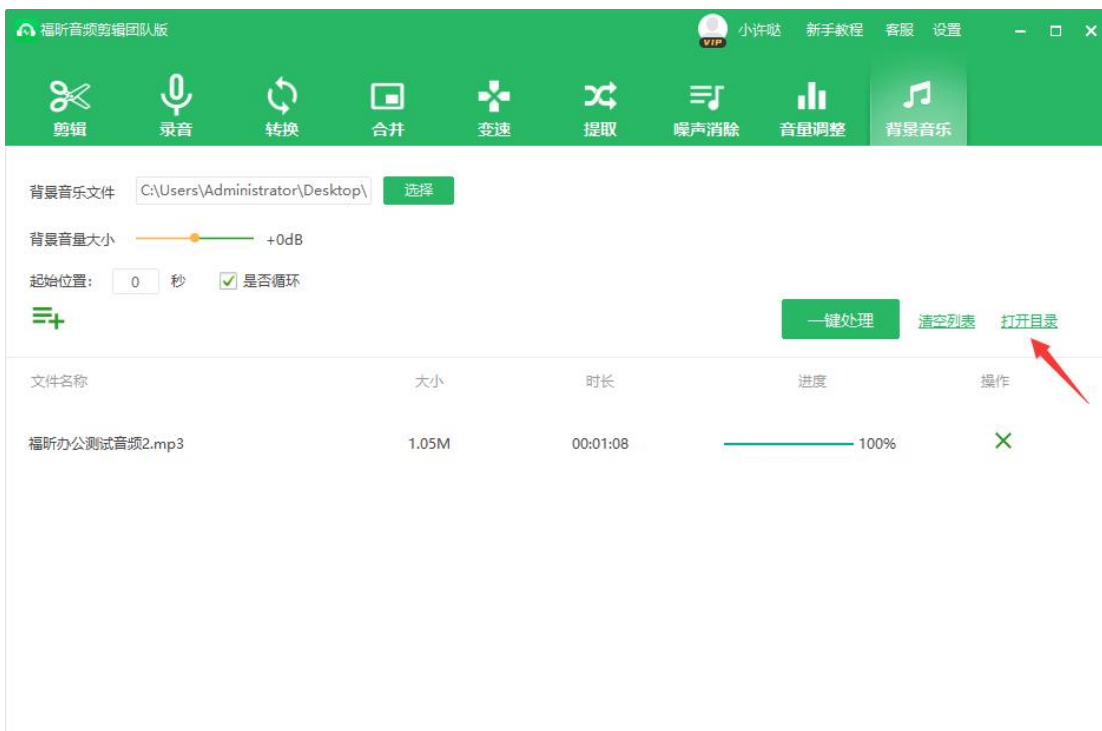 福昕音频剪辑团队版 VIP 小许哒 新手教程 客服 设置
剪辑 录音 转换 合并 变速 提取 噪声消除 音量调整 背景音乐
背景音乐文件 C:\Users\Administrator\Desktop\ 选择
背景音量大小 +0dB
起始位置: 0 秒 是否循环
一键处理 清空列表 打开目录
文件名称 大小 时长 进度 操作
福昕办公测试音频2.mp3 1.05M 00:01:08 100%